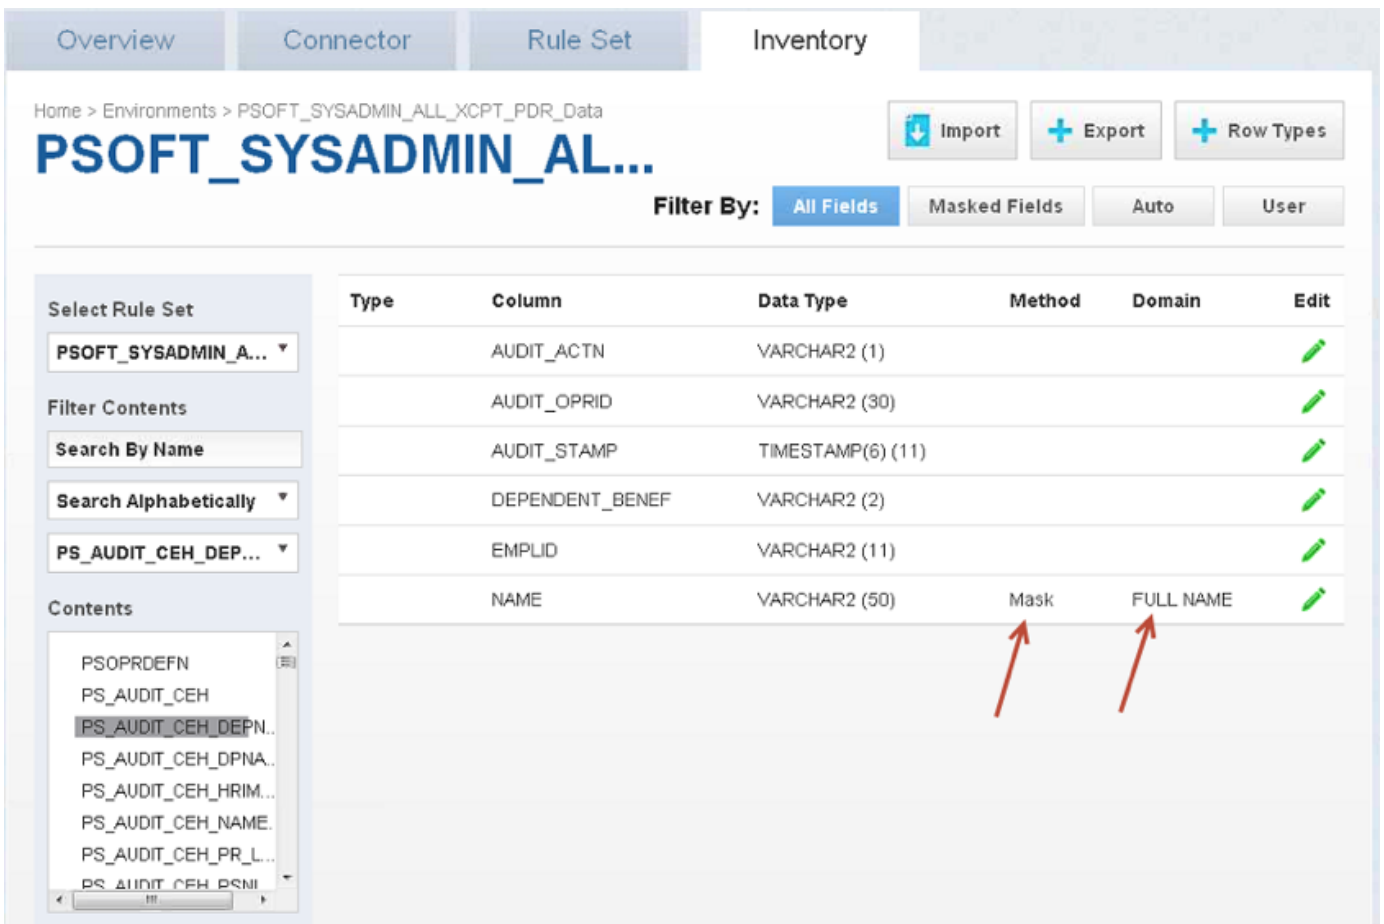 Overview Connector Rule Set Inventory
Home > Environments > PSOFT_SYSADMIN_ALL_XCPT_PDR_Data
PSOFT_SYSADMIN_AL...
Import Export Row Types
Filter By: All Fields Masked Fields Auto User
Select Rule Set
PSOFT_SYSADMIN_A...
Filter Contents
Search By Name
Search Alphabetically
PS_AUDIT_CEH_DEP...
Contents
PSOPRDEFN
PS_AUDIT_CEH
PS_AUDIT_CEH_DEPN..
PS_AUDIT_CEH_DPNA..
PS_AUDIT_CEH_HRIM...
PS_AUDIT_CEH_NAME.
PS_AUDIT_CEH_PR_L...
PS_AUDIT_CEH_PSNL
Type Column Data Type Method Domain Edit
AUDIT_ACTN VARCHAR2 (1)
AUDIT_OPRID VARCHAR2 (30)
AUDIT_STAMP TIMESTAMP(6) (11)
DEPENDENT_BENEF VARCHAR2 (2)
EMPLID VARCHAR2 (11)
NAME VARCHAR2 (50) Mask FULL NAME